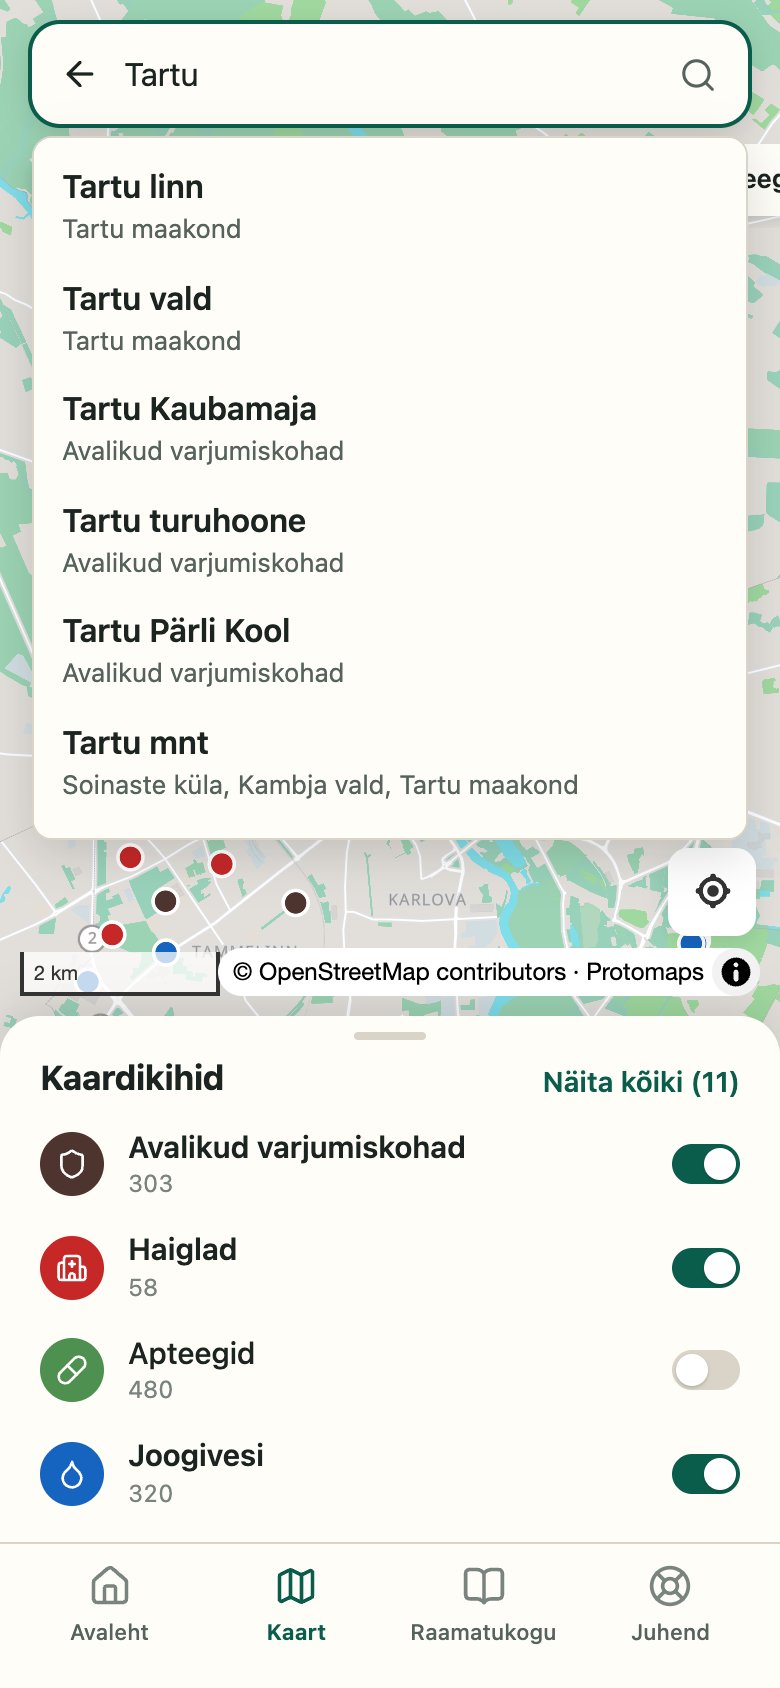 Tartu
Tartu linn
Tartu maakond
Tartu vald
Tartu maakond
Tartu Kaubamaja
Avalikud varjumiskohad
Tartu turuhoone
Avalikud varjumiskohad
Tartu Pärli Kool
Avalikud varjumiskohad
Tartu mnt
Soinaste küla, Kambja vald, Tartu maakond
KARLOVA
2
TAMMELINN
2 km
© OpenStreetMap contributors · Protomaps
Kaardikihid
Näita kõiki (11)
Avalikud varjumiskohad
303
Haiglad
58
Apteegid
480
Joogivesi
320
Avaleht
Kaart
Raamatukogu
Juhend